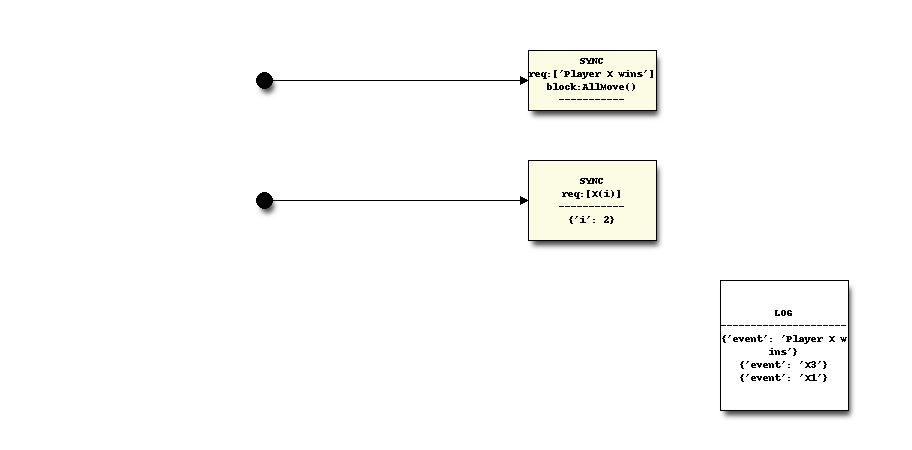 SYNC
req:['Player X wins']
block:AllMove()
-----------
SYNC
req:[X(i)]
-----------
{'i': 2}
LOG
---------------------
{'event': 'Player X w
ins'}
{'event': 'X3'}
{'event': 'X1'}